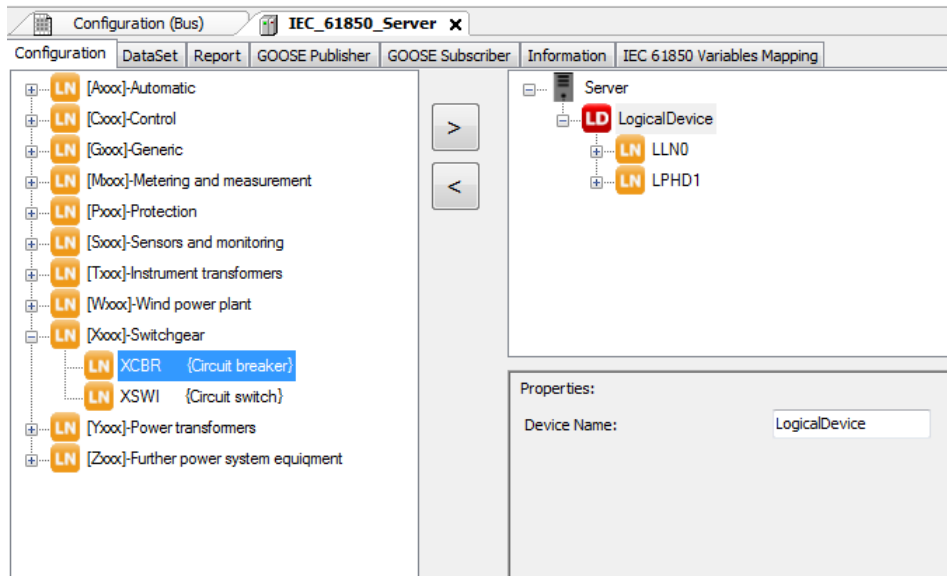 Configuration (Bus) IEC_61850_Server X
Configuration DataSet Report GOOSE Publisher GOOSE Subscriber Information IEC 61850 Variables Mapping
LN [Axxx]-Automatic
LN [Cxxx]-Control
LN [Gxxx]-Generic
LN [Mxxx]-Metering and measurement
LN [Pxxx]-Protection
LN [Sxxx]-Sensors and monitoring
LN [Txxx]-Instrument transformers
LN [Wxxx]-Wind power plant
LN [Xxxx]-Switchgear
LN XCBR {Circuit breaker}
LN XSWI {Circuit switch}
LN [Yxxx]-Power transformers
LN [Zxxx]-Further power system equiqment
>
<
Server
LD LogicalDevice
LN LLN0
LN LPHD1
Properties:
Device Name: LogicalDevice